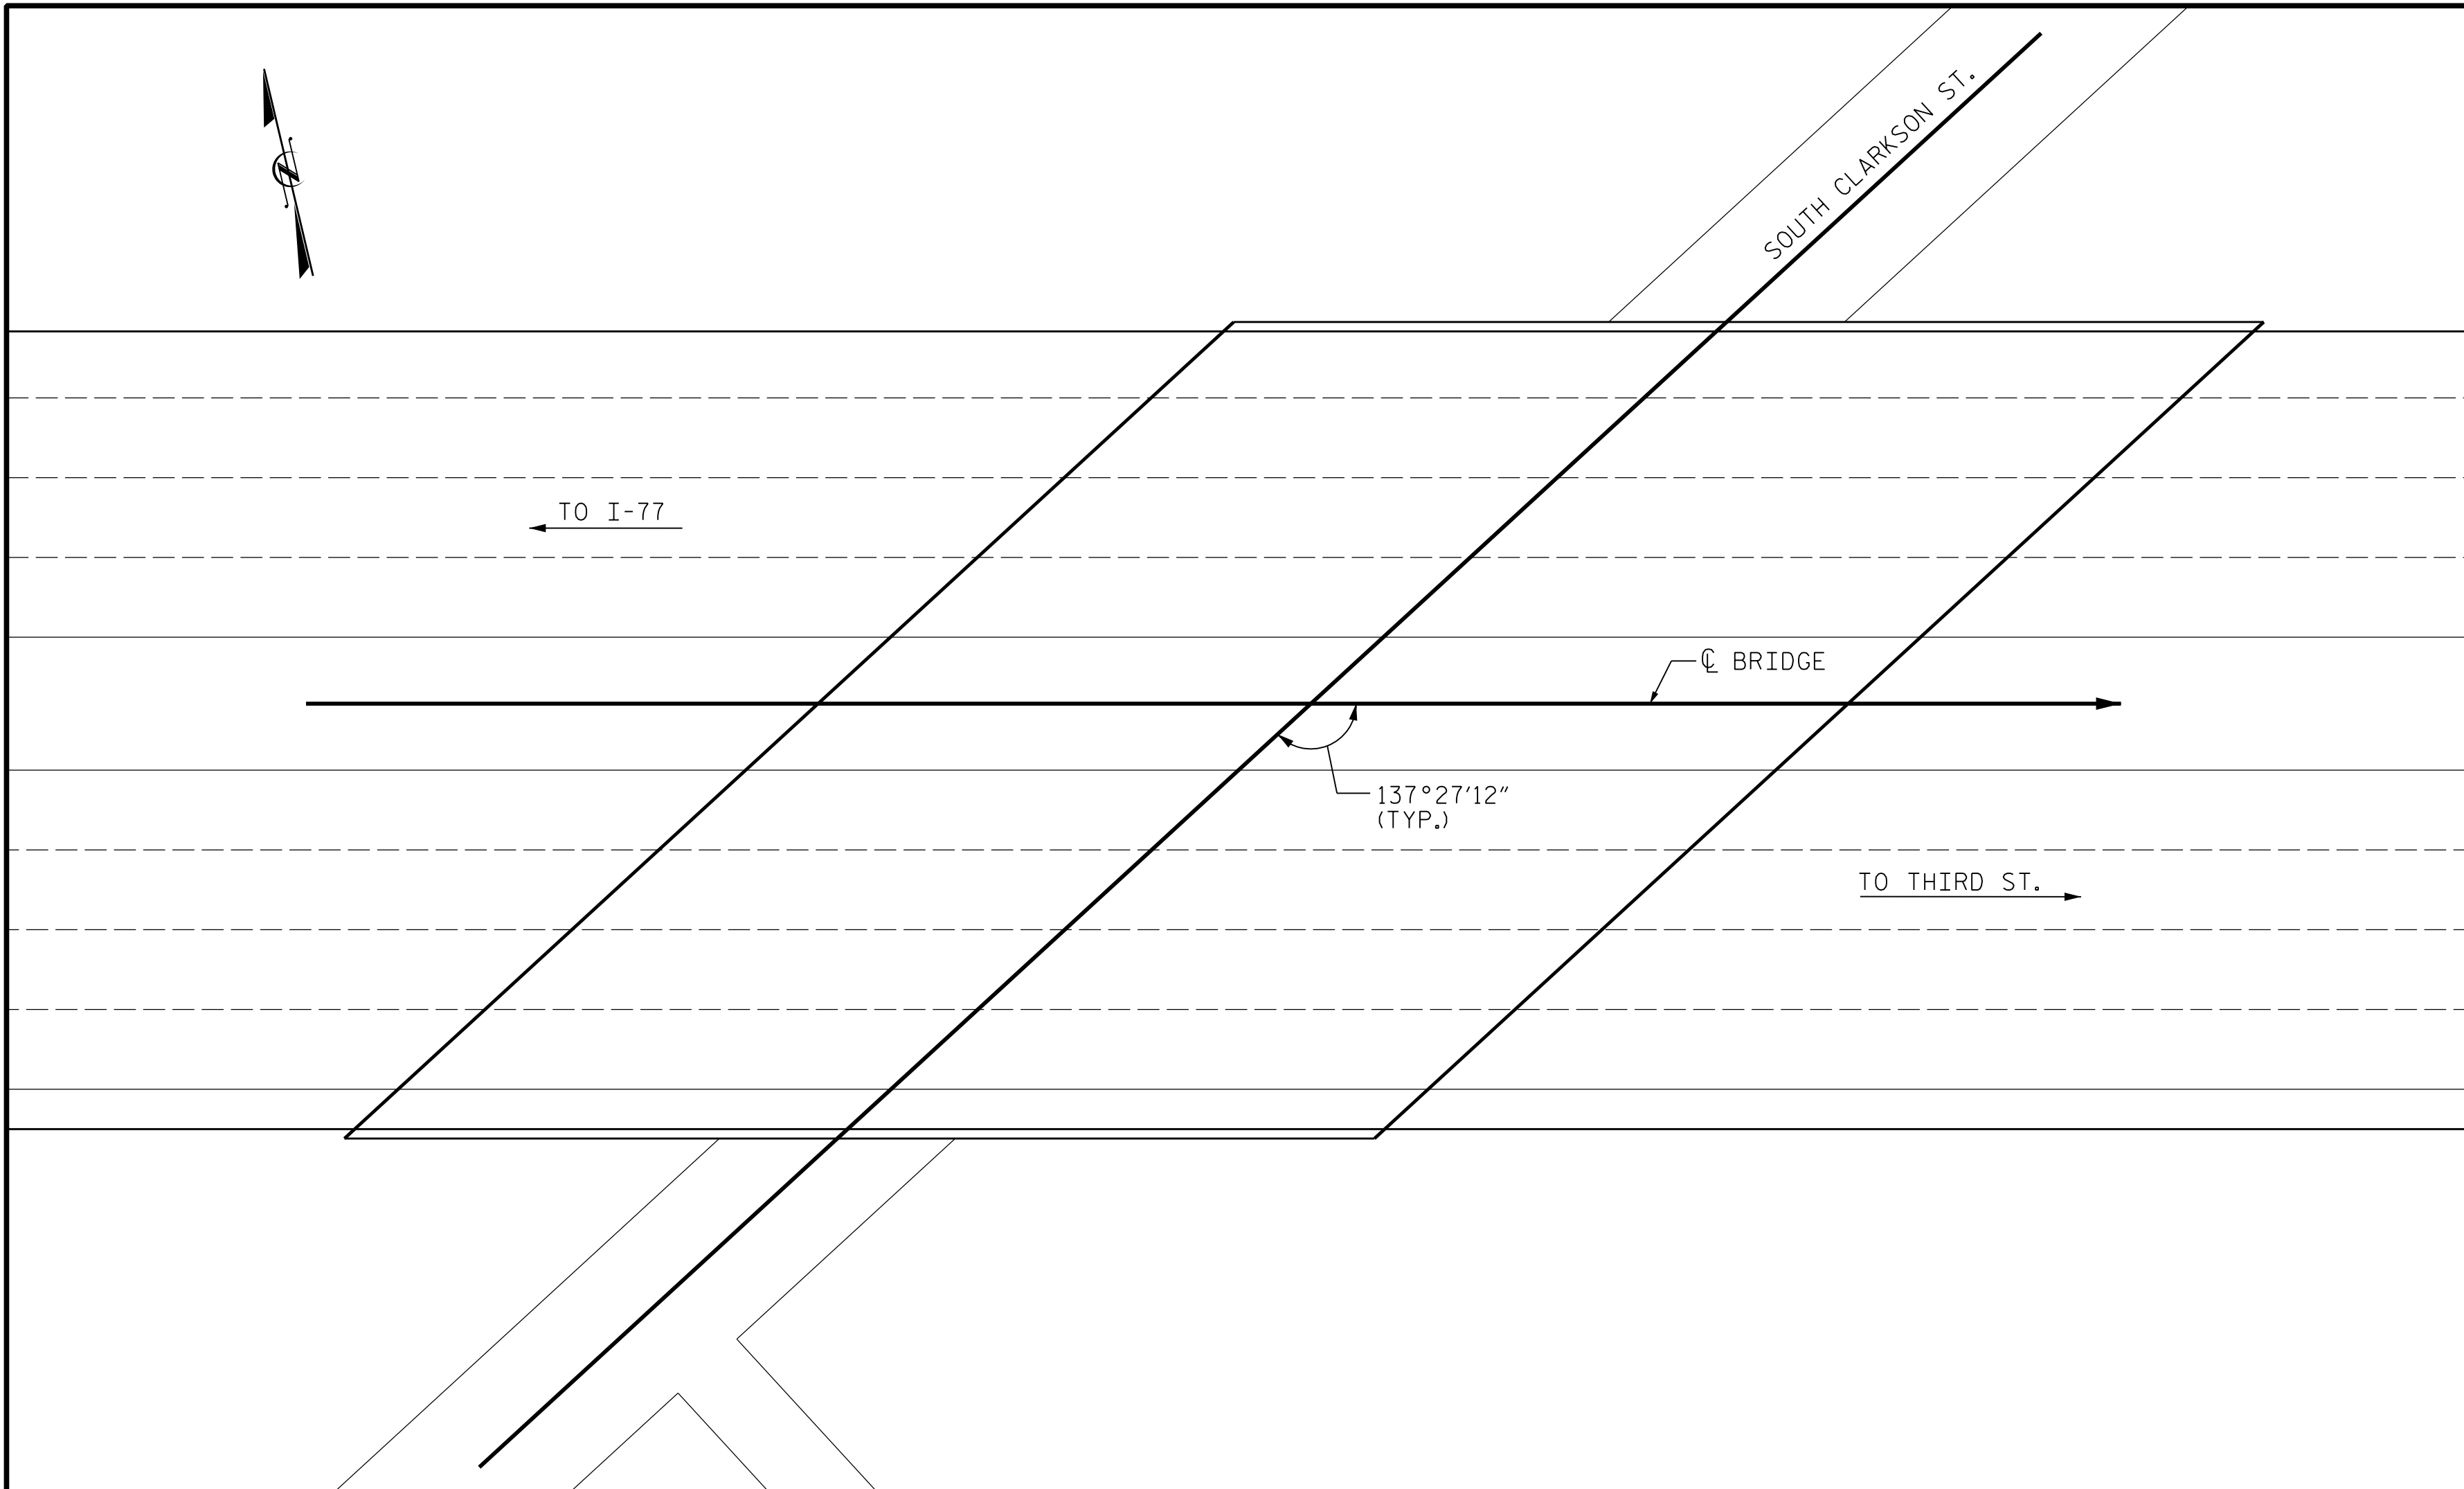 SOUTH CLARKSON ST.
N
TO I-77
℄ BRIDGE
137°27'12"
(TYP.)
TO THIRD ST.